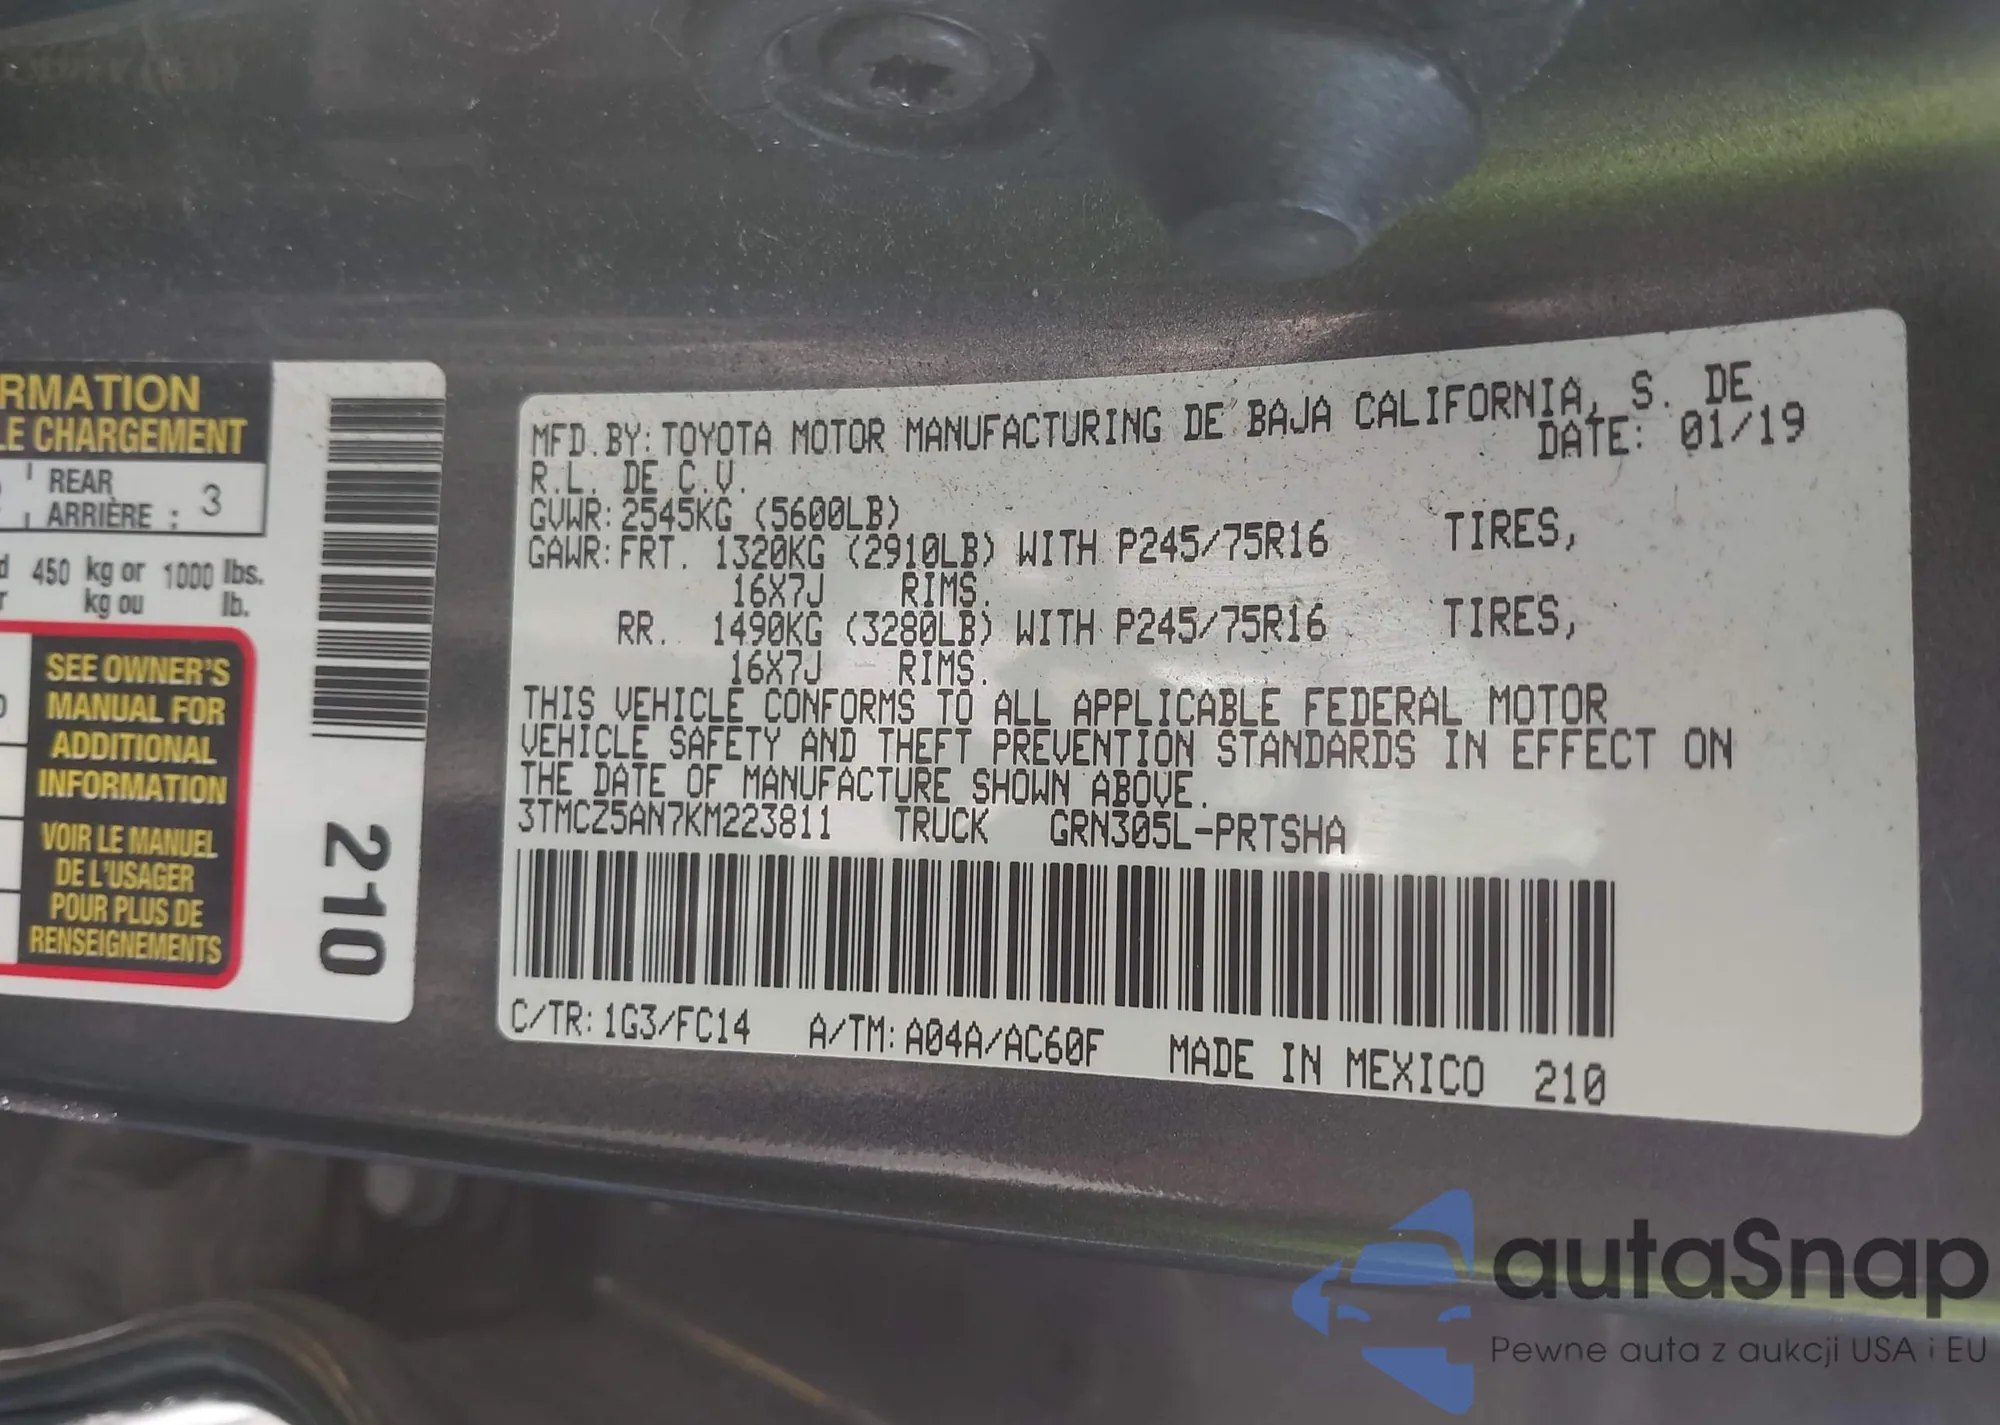 RMATION
LE CHARGEMENT
REAR
ARRIÈRE : 3
450 kg or 1000 lbs.
kg ou lb.
SEE OWNER'S
MANUAL FOR
ADDITIONAL
INFORMATION
VOIR LE MANUEL
DE L'USAGER
POUR PLUS DE
RENSEIGNEMENTS
210
MFD.BY:TOYOTA MOTOR MANUFACTURING DE BAJA CALIFORNIA, S. DE
R.L. DE C.V. DATE: 01/19
GVWR:2545KG (5600LB)
GAWR:FRT. 1320KG (2910LB) WITH P245/75R16 TIRES,
16X7J RIMS.
RR. 1490KG (3280LB) WITH P245/75R16 TIRES,
16X7J RIMS.
THIS VEHICLE CONFORMS TO ALL APPLICABLE FEDERAL MOTOR
VEHICLE SAFETY AND THEFT PREVENTION STANDARDS IN EFFECT ON
THE DATE OF MANUFACTURE SHOWN ABOVE.
3TMCZ5AN7KM223811 TRUCK GRN305L-PRTSHA
C/TR:1G3/FC14 A/TM:A04A/AC60F MADE IN MEXICO 210
autaSnap
Pewne auta z aukcji USA i EU